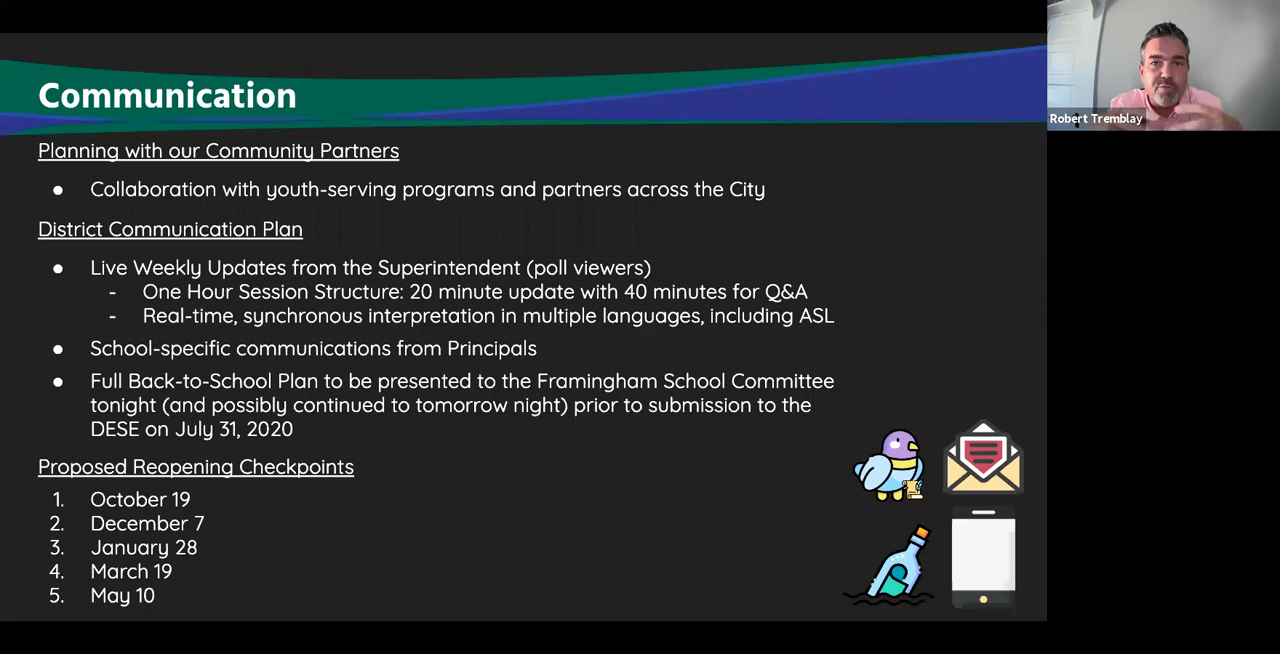 Communication
Robert Tremblay
Planning with our Community Partners
● Collaboration with youth-serving programs and partners across the City
District Communication Plan
● Live Weekly Updates from the Superintendent (poll viewers)
- One Hour Session Structure: 20 minute update with 40 minutes for Q&A
- Real-time, synchronous interpretation in multiple languages, including ASL
● School-specific communications from Principals
● Full Back-to-School Plan to be presented to the Framingham School Committee
tonight (and possibly continued to tomorrow night) prior to submission to the
DESE on July 31, 2020
Proposed Reopening Checkpoints
1. October 19
2. December 7
3. January 28
4. March 19
5. May 10